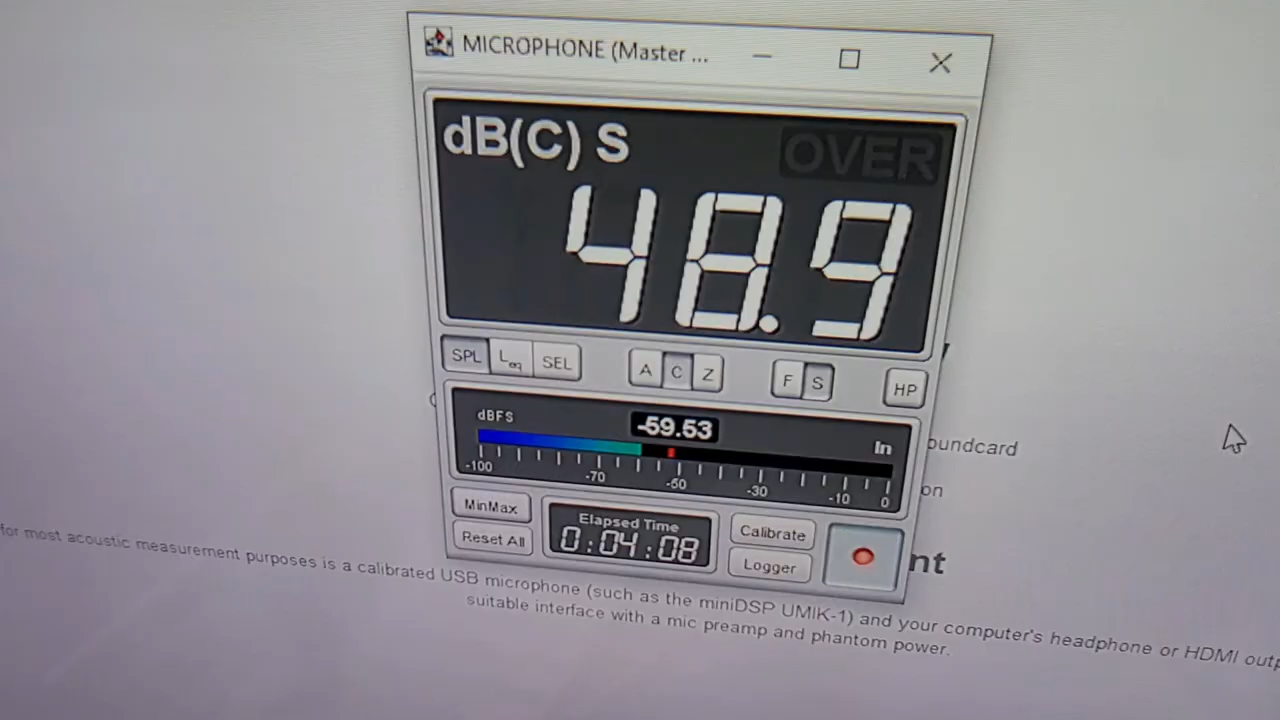 MICROPHONE (Master ...
dB(C) S
OVER
48.9
SPL Leq SEL A C Z F S HP
dBFS
-59.53
In
-100 -70 -50 -30 -10 0
MinMax
Reset All
Elapsed Time
0:04:08
Calibrate
Logger
oundcard
on
nt
for most acoustic measurement purposes is a calibrated USB microphone (such as the miniDSP UMIK-1) and your computer's headphone or HDMI outp
suitable interface with a mic preamp and phantom power.